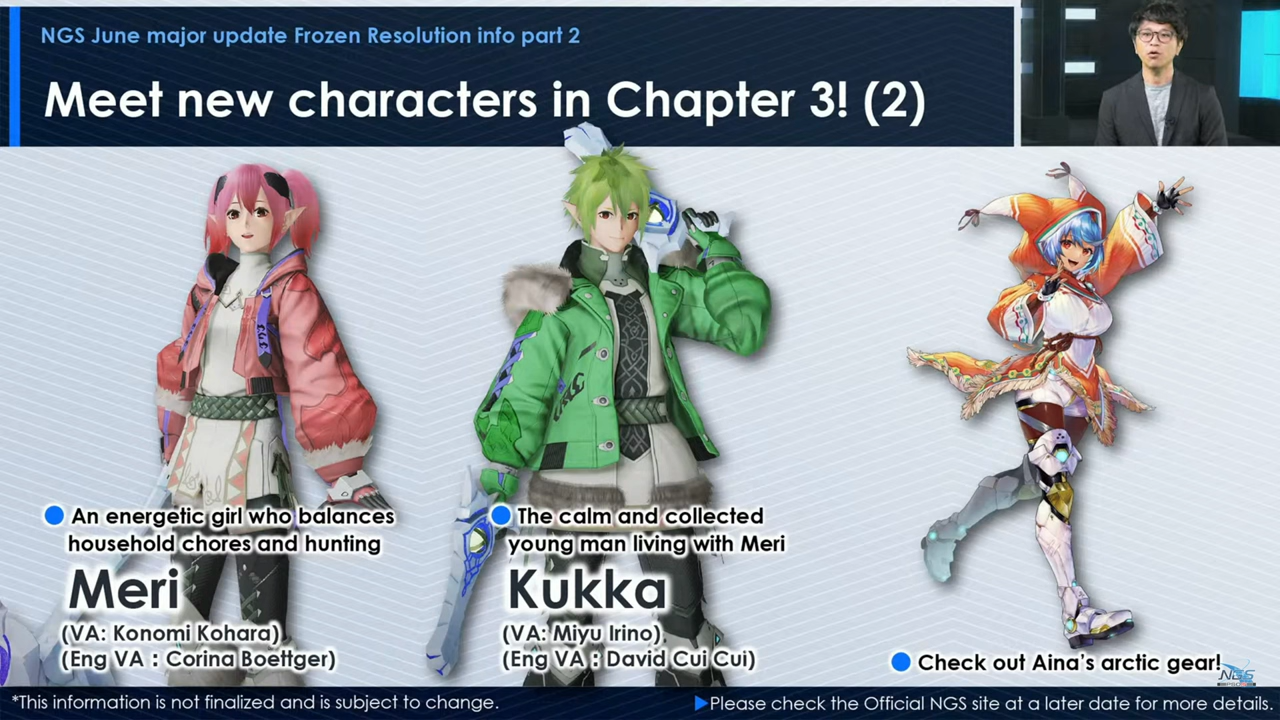 NGS June major update Frozen Resolution info part 2
Meet new characters in Chapter 3! (2)
An energetic girl who balances
household chores and hunting
Meri
(VA: Konomi Kohara)
(Eng VA : Corina Boettger)
The calm and collected
young man living with Meri
Kukka
(VA: Miyu Irino)
(Eng VA : David Cui Cui)
Check out Aina's arctic gear!
NGS
*This information is not finalized and is subject to change.
▶Please check the Official NGS site at a later date for more details.